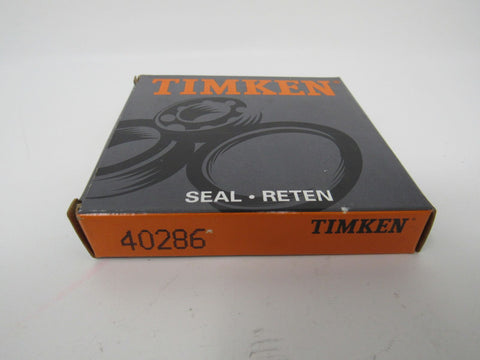 TIMKEN
SEAL • RETEN
40286
TIMKEN